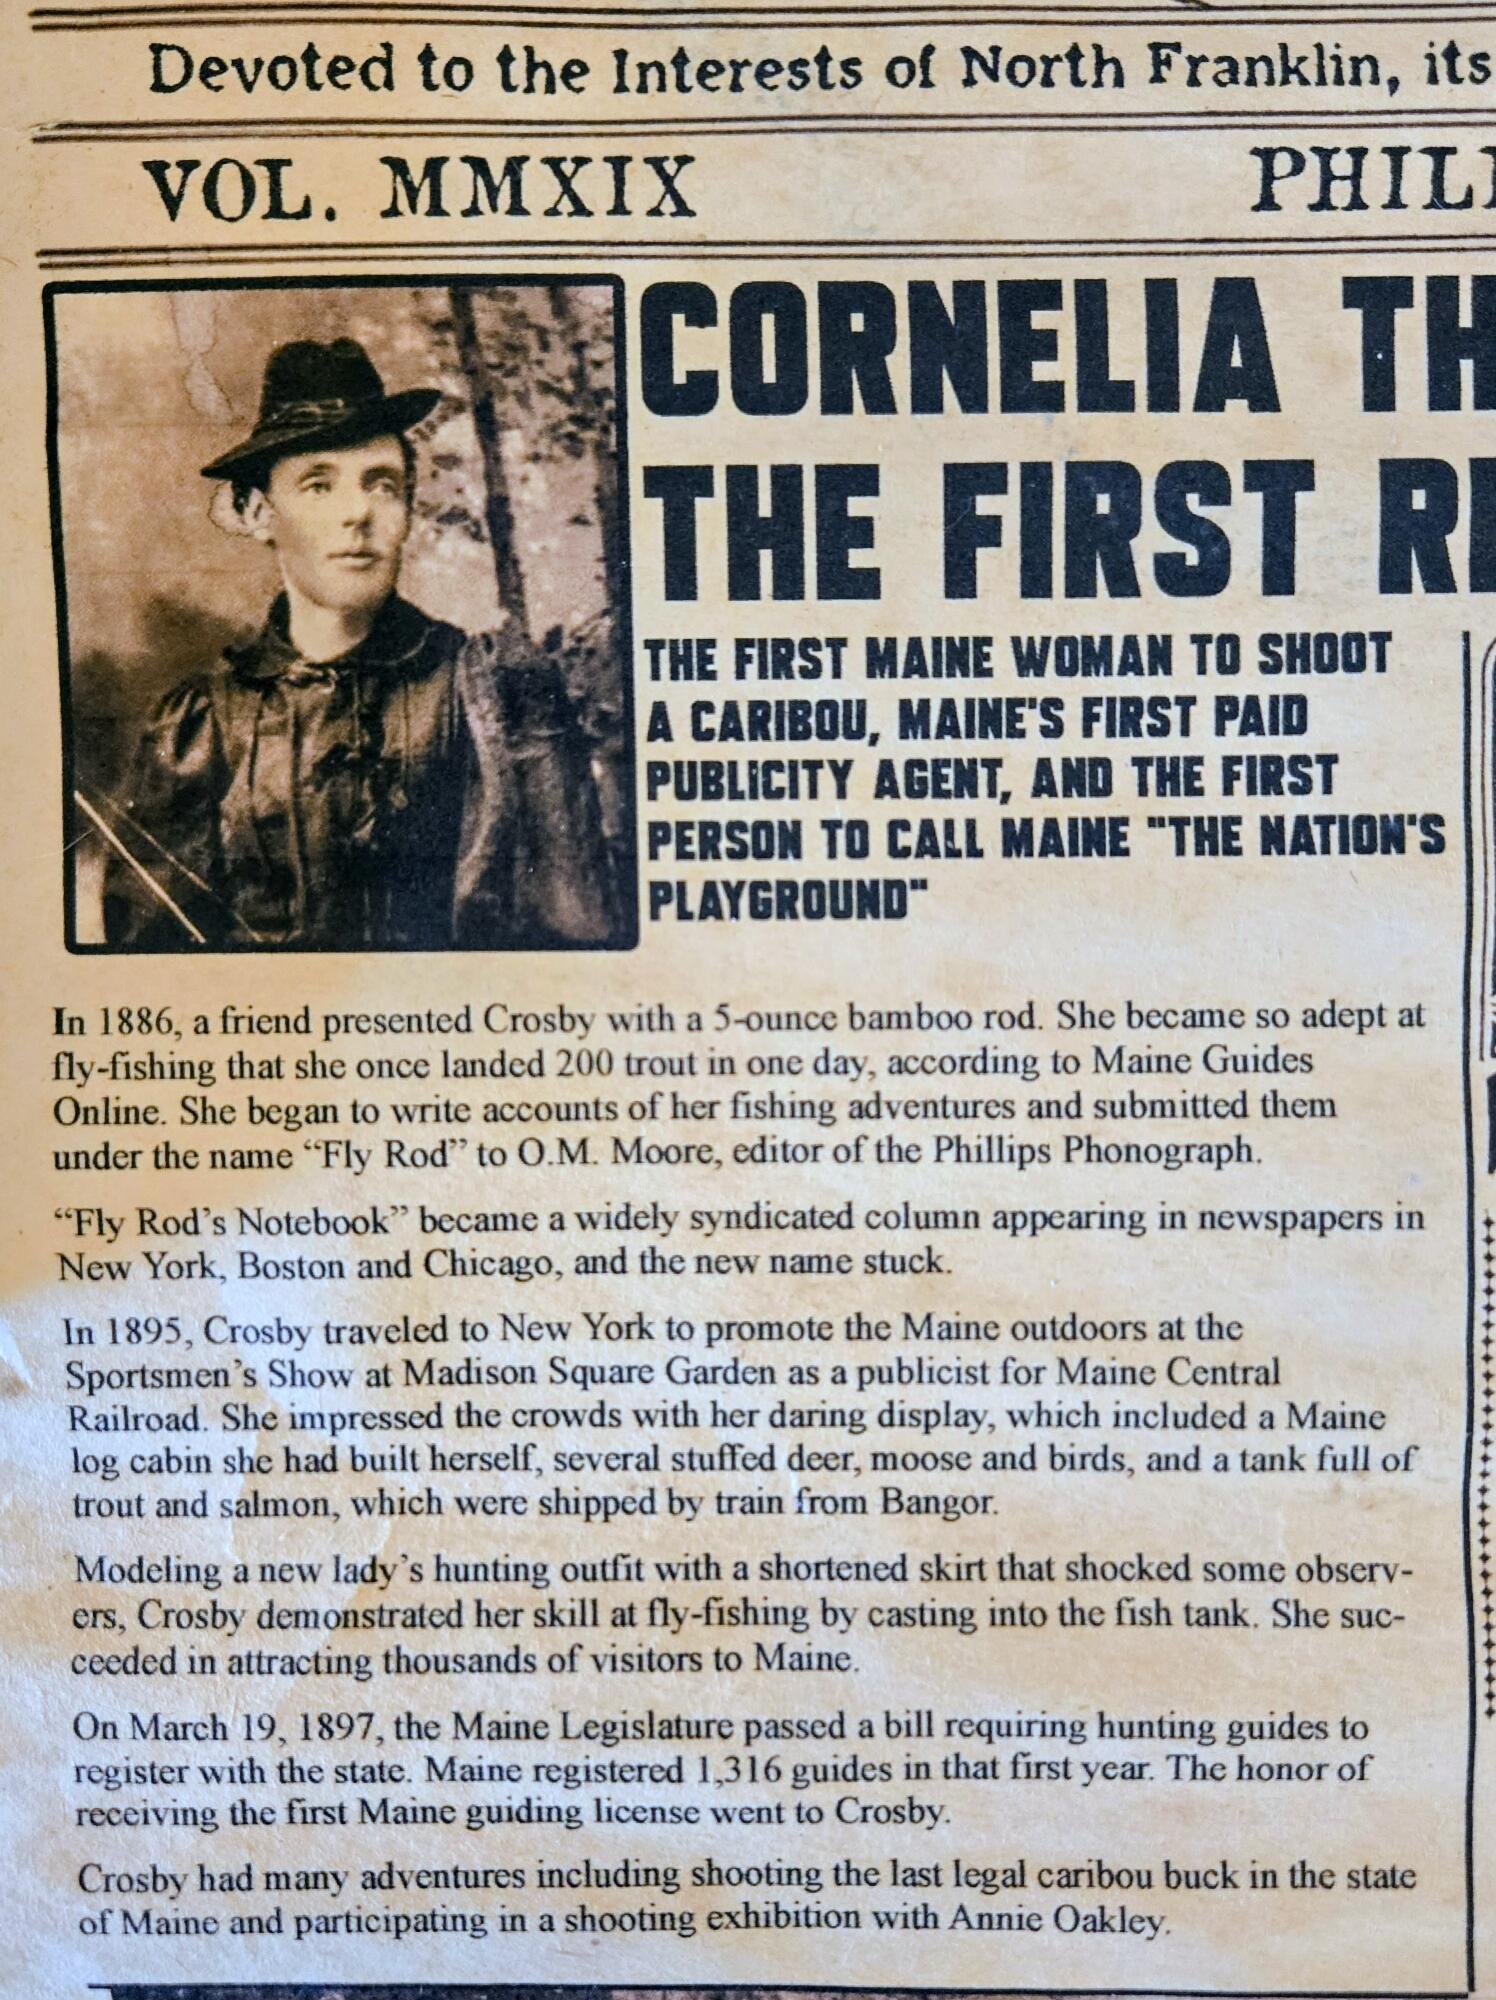 Devoted to the Interests of North Franklin, its
VOL. MMXIX PHILI
CORNELIA TH
THE FIRST RE
THE FIRST MAINE WOMAN TO SHOOT
A CARIBOU, MAINE'S FIRST PAID
PUBLICITY AGENT, AND THE FIRST
PERSON TO CALL MAINE "THE NATION'S
PLAYGROUND"
In 1886, a friend presented Crosby with a 5-ounce bamboo rod. She became so adept at
fly-fishing that she once landed 200 trout in one day, according to Maine Guides
Online. She began to write accounts of her fishing adventures and submitted them
under the name “Fly Rod” to O.M. Moore, editor of the Phillips Phonograph.
“Fly Rod’s Notebook” became a widely syndicated column appearing in newspapers in
New York, Boston and Chicago, and the new name stuck.
In 1895, Crosby traveled to New York to promote the Maine outdoors at the
Sportsmen’s Show at Madison Square Garden as a publicist for Maine Central
Railroad. She impressed the crowds with her daring display, which included a Maine
log cabin she had built herself, several stuffed deer, moose and birds, and a tank full of
trout and salmon, which were shipped by train from Bangor.
Modeling a new lady’s hunting outfit with a shortened skirt that shocked some observ-
ers, Crosby demonstrated her skill at fly-fishing by casting into the fish tank. She suc-
ceeded in attracting thousands of visitors to Maine.
On March 19, 1897, the Maine Legislature passed a bill requiring hunting guides to
register with the state. Maine registered 1,316 guides in that first year. The honor of
receiving the first Maine guiding license went to Crosby.
Crosby had many adventures including shooting the last legal caribou buck in the state
of Maine and participating in a shooting exhibition with Annie Oakley.